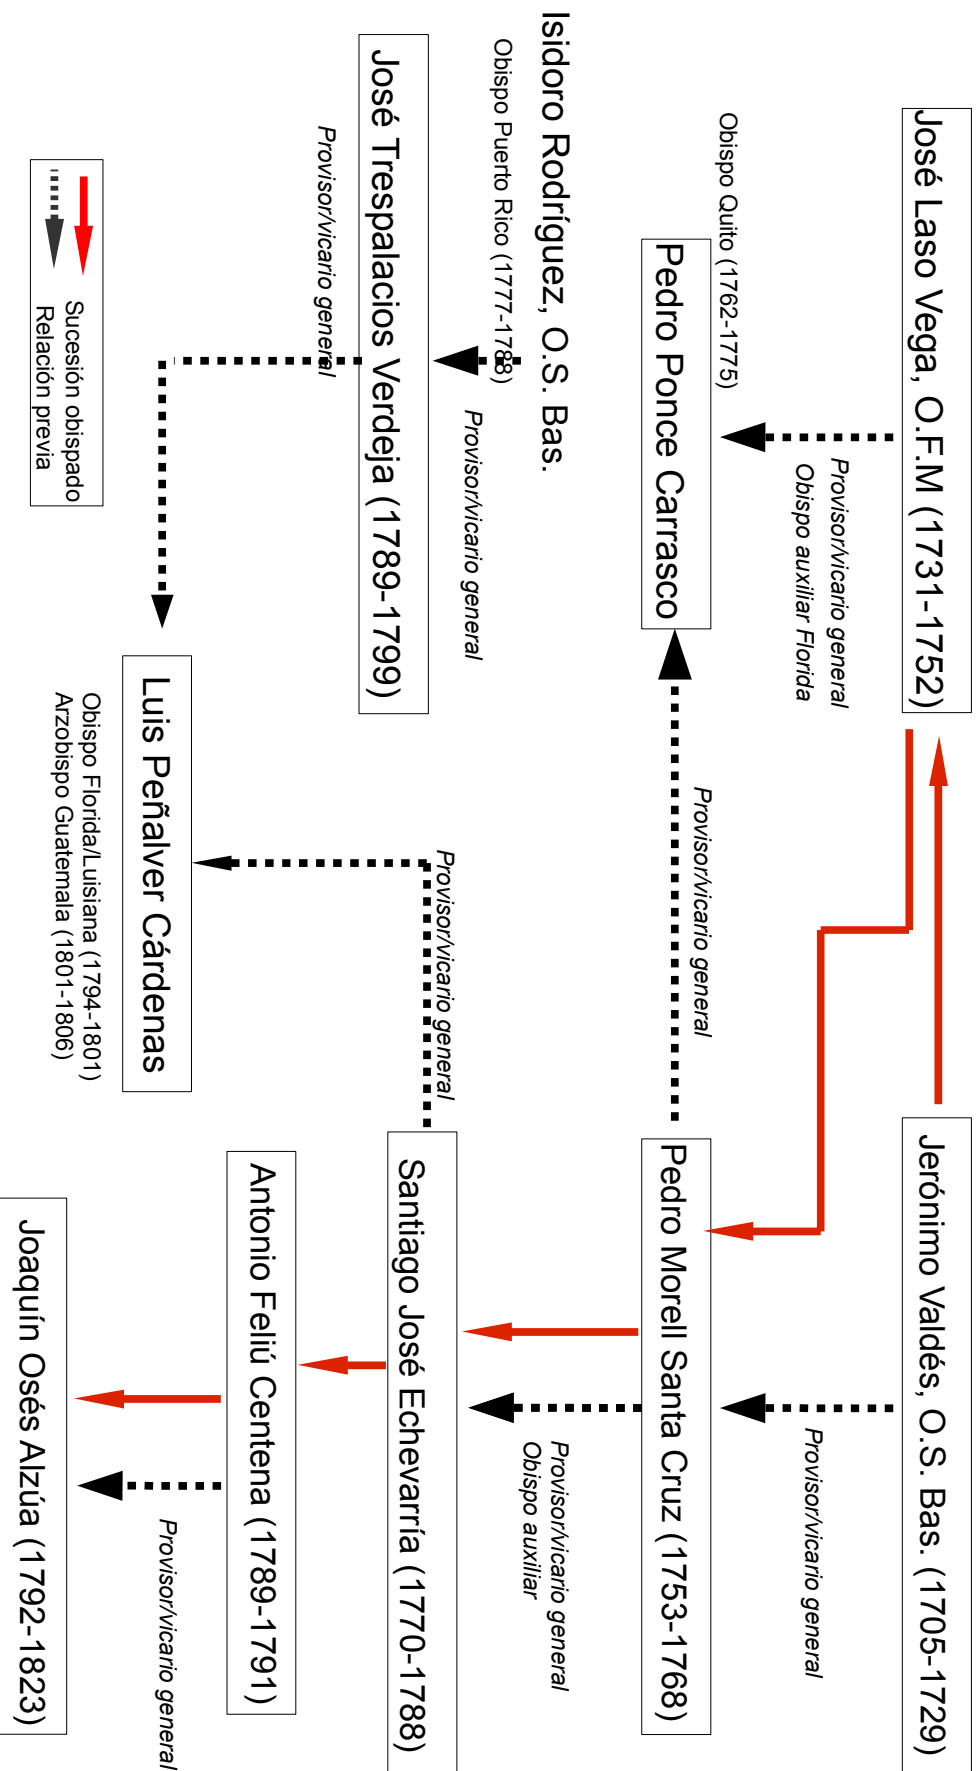 José Laso Vega, O.F.M (1731-1752)
Jerónimo Valdés, O.S. Bas. (1705-1729)
Provisor/vicario general
Obispo auxiliar Florida
Provisor/vicario general
Obispo Quito (1762-1775)
Pedro Ponce Carrasco
Provisor/vicario general
Pedro Morell Santa Cruz (1753-1768)
Isidoro Rodríguez, O.S. Bas.
Obispo Puerto Rico (1777-1788)
Provisor/vicario general
Provisor/vicario general
Obispo auxiliar
José Trespalacios Verdeja (1789-1799)
Provisor/vicario general
Santiago José Echevarría (1770-1788)
Provisor/vicario general
Antonio Feliú Centena (1789-1791)
Luis Peñalver Cárdenas
Obispo Florida/Luisiana (1794-1801)
Arzobispo Guatemala (1801-1806)
Provisor/vicario general
Joaquín Osés Alzúa (1792-1823)
Sucesión obispado
Relación previa